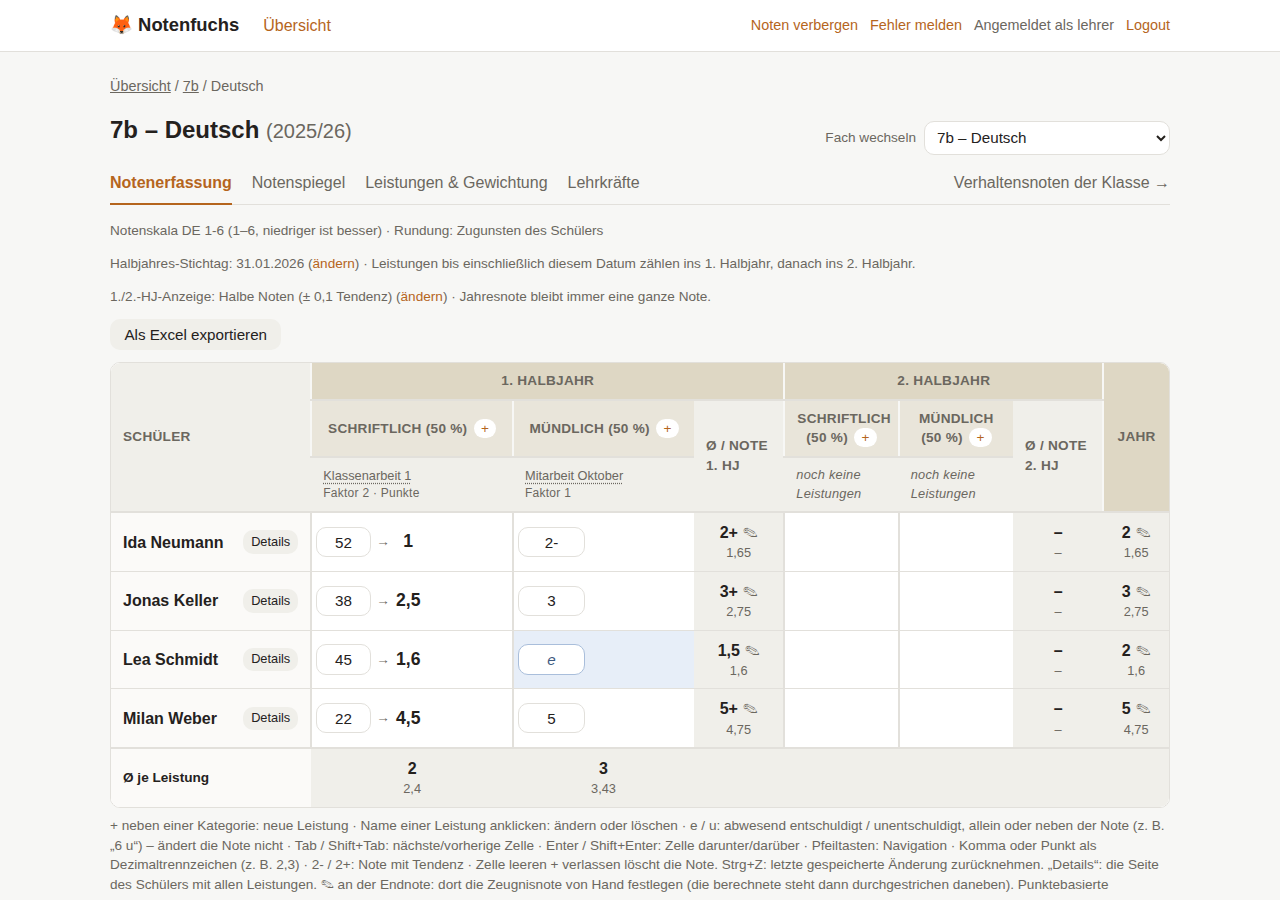 🦊 Notenfuchs Übersicht Noten verbergen Fehler melden Angemeldet als lehrer Logout
Übersicht / 7b / Deutsch
7b – Deutsch (2025/26) Fach wechseln 7b – Deutsch
Notenerfassung Notenspiegel Leistungen & Gewichtung Lehrkräfte Verhaltensnoten der Klasse →
Notenskala DE 1-6 (1–6, niedriger ist besser) · Rundung: Zugunsten des Schülers
Halbjahres-Stichtag: 31.01.2026 (ändern) · Leistungen bis einschließlich diesem Datum zählen ins 1. Halbjahr, danach ins 2. Halbjahr.
1./2.-HJ-Anzeige: Halbe Noten (± 0,1 Tendenz) (ändern) · Jahresnote bleibt immer eine ganze Note.
Als Excel exportieren
SCHÜLER 1. HALBJAHR 2. HALBJAHR JAHR
SCHRIFTLICH (50 %) + MÜNDLICH (50 %) + Ø / NOTE 1. HJ SCHRIFTLICH (50 %) + MÜNDLICH (50 %) + Ø / NOTE 2. HJ
Klassenarbeit 1 Mitarbeit Oktober noch keine Leistungen noch keine Leistungen
Faktor 2 · Punkte Faktor 1
Ida Neumann Details 52 → 1 2- 2+ ✎ – 2 ✎
1,65 – 1,65
Jonas Keller Details 38 → 2,5 3 3+ ✎ – 3 ✎
2,75 – 2,75
Lea Schmidt Details 45 → 1,6 e 1,5 ✎ – 2 ✎
1,6 – 1,6
Milan Weber Details 22 → 4,5 5 5+ ✎ – 5 ✎
4,75 – 4,75
Ø je Leistung 2 3
2,4 3,43
+ neben einer Kategorie: neue Leistung · Name einer Leistung anklicken: ändern oder löschen · e / u: abwesend entschuldigt / unentschuldigt, allein oder neben der Note (z. B.
„6 u“) – ändert die Note nicht · Tab / Shift+Tab: nächste/vorherige Zelle · Enter / Shift+Enter: Zelle darunter/darüber · Pfeiltasten: Navigation · Komma oder Punkt als
Dezimaltrennzeichen (z. B. 2,3) · 2- / 2+: Note mit Tendenz · Zelle leeren + verlassen löscht die Note. Strg+Z: letzte gespeicherte Änderung zurücknehmen. „Details“: die Seite
des Schülers mit allen Leistungen. ✎ an der Endnote: dort die Zeugnisnote von Hand festlegen (die berechnete steht dann durchgestrichen daneben). Punktebasierte